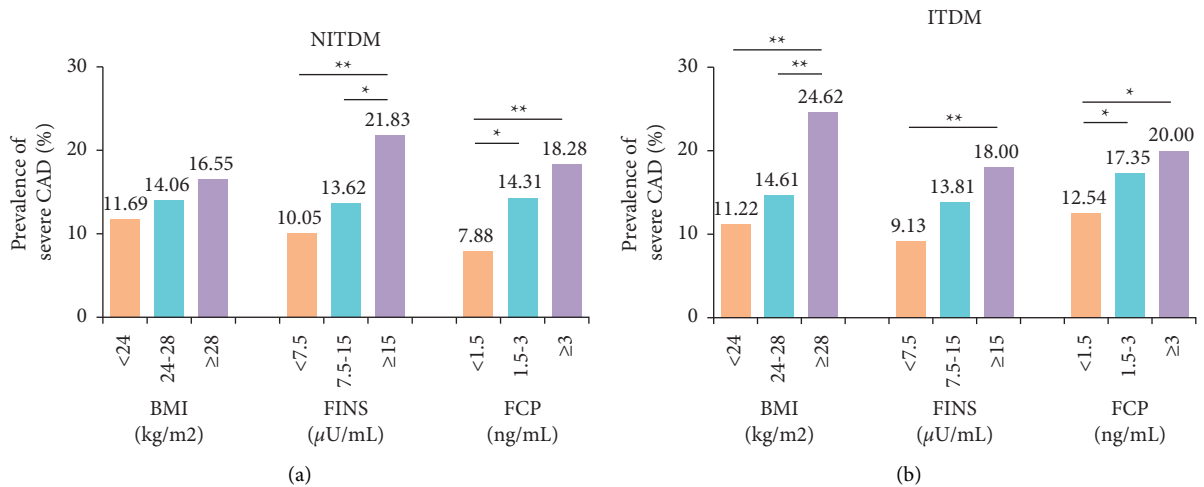 NITDM
Prevalence of
severe CAD (%)
30
20
10
0
**
*
**
*
11.69
14.06
16.55
10.05
13.62
21.83
7.88
14.31
18.28
<24
24-28
≥28
<7.5
7.5-15
≥15
<1.5
1.5-3
≥3
BMI
(kg/m2)
FINS
(µU/mL)
FCP
(ng/mL)
(a)
ITDM
Prevalence of
severe CAD (%)
30
20
10
0
**
**
**
*
*
11.22
14.61
24.62
9.13
13.81
18.00
12.54
17.35
20.00
<24
24-28
≥28
<7.5
7.5-15
≥15
<1.5
1.5-3
≥3
BMI
(kg/m2)
FINS
(µU/mL)
FCP
(ng/mL)
(b)